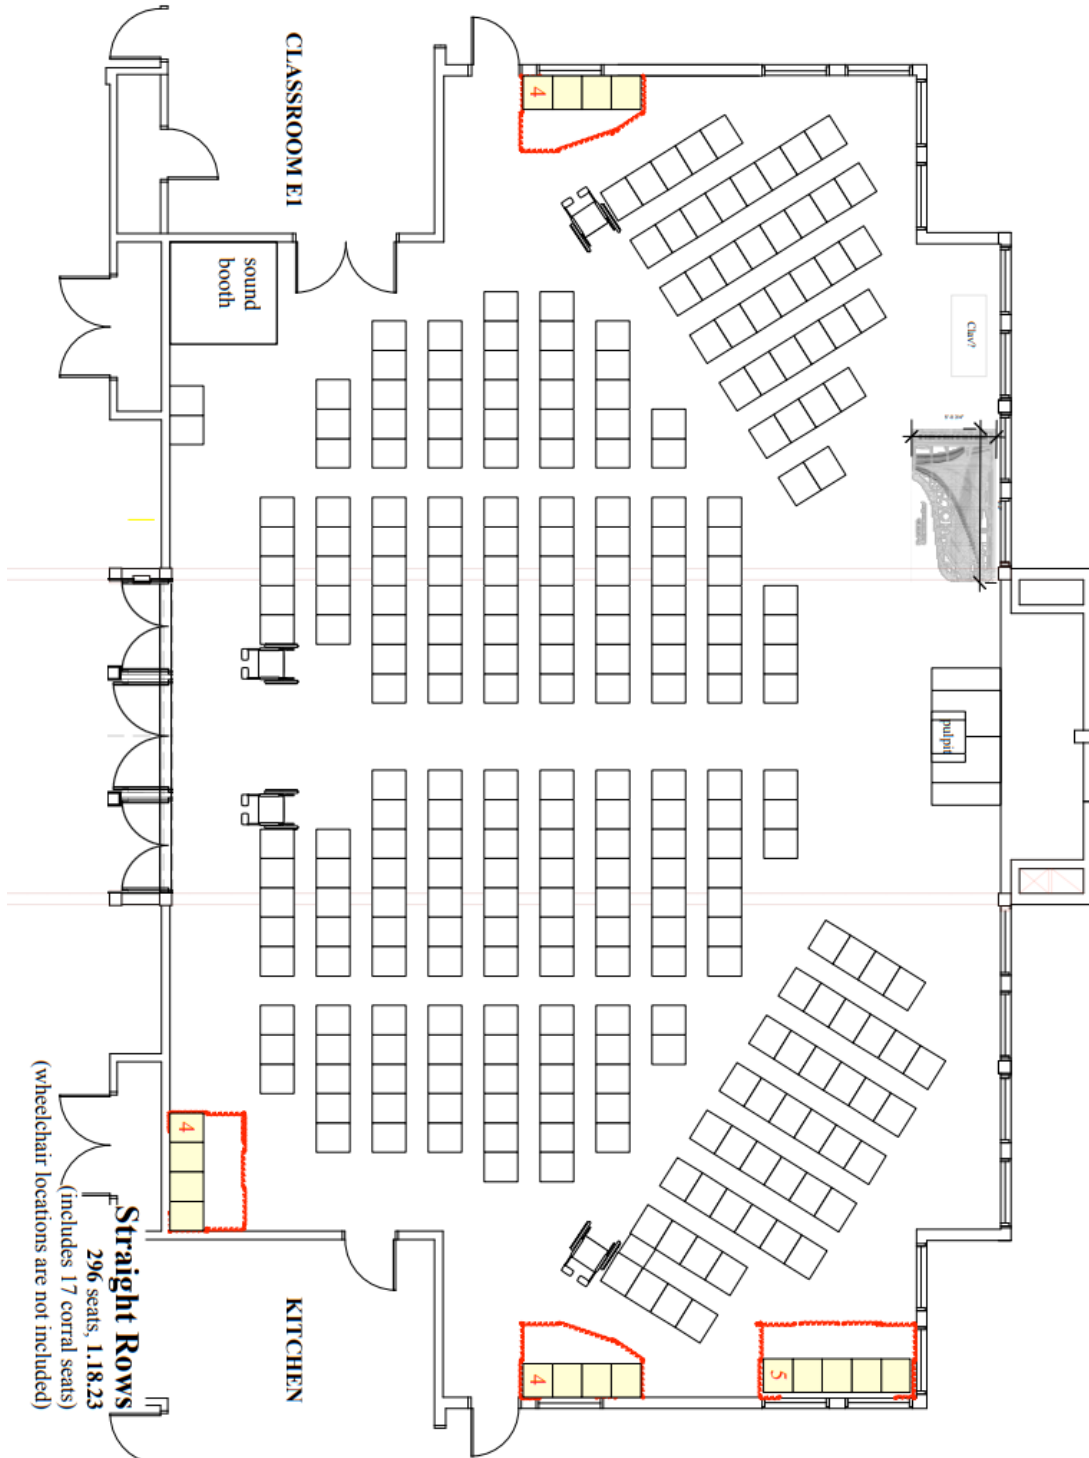 CLASSROOM E1
sound
booth
4
Clav?
pulpit
4
4
5
KITCHEN
Straight Rows
296 seats, 1.18.23
(includes 17 corral seats)
(wheelchair locations are not included)